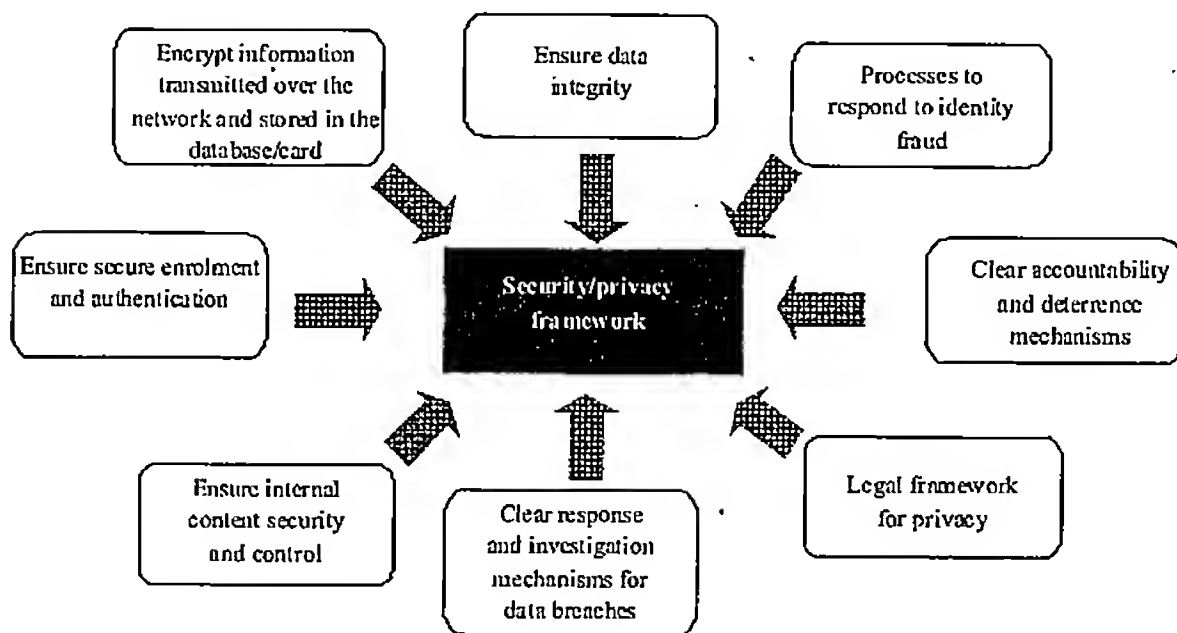 Encrypt information
transmitted over the
network and stored in the
database/card
Ensure data
integrity
Processes to
respond to identity
fraud
Ensure secure enrolment
and authentication
Security/privacy
framework
Clear accountability
and deterrence
mechanisms
Ensure internal
content security
and control
Clear response
and investigation
mechanisms for
data breaches
Legal framework
for privacy